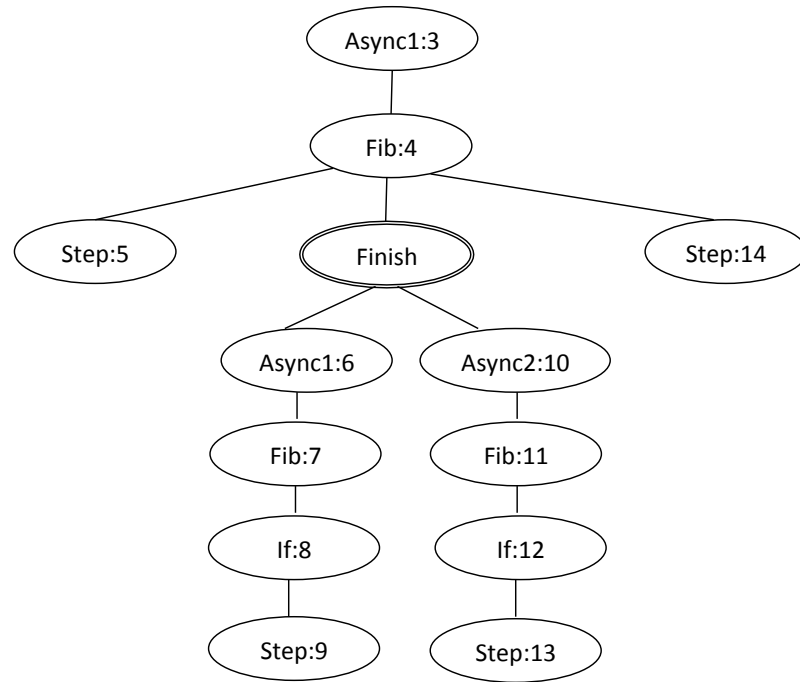 Async1:3
Fib:4
Step:5
Finish
Step:14
Async1:6
Async2:10
Fib:7
Fib:11
If:8
If:12
Step:9
Step:13